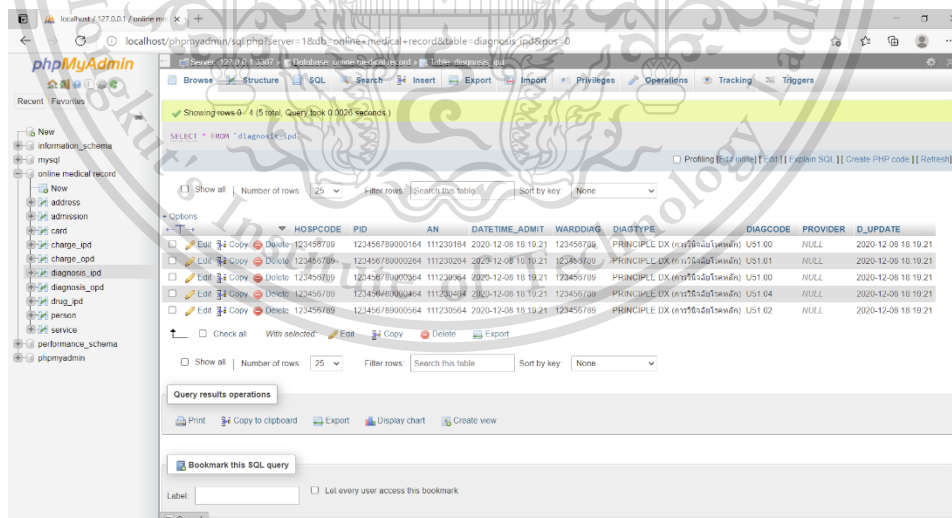 localhost / 127.0.0.1 / online me
localhost/phpmyadmin/sql.php?server=1&db=online+medical+record&table=diagnosis_ipd&pos=0
phpMyAdmin
Recent Favorites
New
information_schema
mysql
online medical record
New
address
admission
card
charge_ipd
charge_opd
diagnosis_ipd
diagnosis_opd
drug_ipd
person
service
performance_schema
phpmyadmin
Server: 127.0.0.1:3307 » Database: online medical record » Table: diagnosis_ipd
Browse Structure SQL Search Insert Export Import Privileges Operations Tracking Triggers
Showing rows 0 - 4 (5 total, Query took 0.0026 seconds.)
SELECT * FROM `diagnosis_ipd`
Profiling [Edit inline] [ Edit ] [ Explain SQL ] [ Create PHP code ] [ Refresh]
Show all | Number of rows: 25 Filter rows: Search this table Sort by key: None
+ Options
HOSPCODE PID AN DATETIME_ADMIT WARDDIAG DIAGTYPE DIAGCODE PROVIDER D_UPDATE
Edit Copy Delete 123456789 123456789000164 111230164 2020-12-08 18:19:21 123456789 PRINCIPLE DX (การวินิจฉัยโรคหลัก) U51.00 NULL 2020-12-08 18:19:21
Edit Copy Delete 123456789 123456789000264 111230264 2020-12-08 18:19:21 123456789 PRINCIPLE DX (การวินิจฉัยโรคหลัก) U51.01 NULL 2020-12-08 18:19:21
Edit Copy Delete 123456789 123456789000364 111230364 2020-12-08 18:19:21 123456789 PRINCIPLE DX (การวินิจฉัยโรคหลัก) U51.00 NULL 2020-12-08 18:19:21
Edit Copy Delete 123456789 123456789000464 111230464 2020-12-08 18:19:21 123456789 PRINCIPLE DX (การวินิจฉัยโรคหลัก) U51.04 NULL 2020-12-08 18:19:21
Edit Copy Delete 123456789 123456789000564 111230564 2020-12-08 18:19:21 123456789 PRINCIPLE DX (การวินิจฉัยโรคหลัก) U51.02 NULL 2020-12-08 18:19:21
Check all With selected: Edit Copy Delete Export
Show all | Number of rows: 25 Filter rows: Search this table Sort by key: None
Query results operations
Print Copy to clipboard Export Display chart Create view
Bookmark this SQL query
Label: Let every user access this bookmark
Institute of Technology